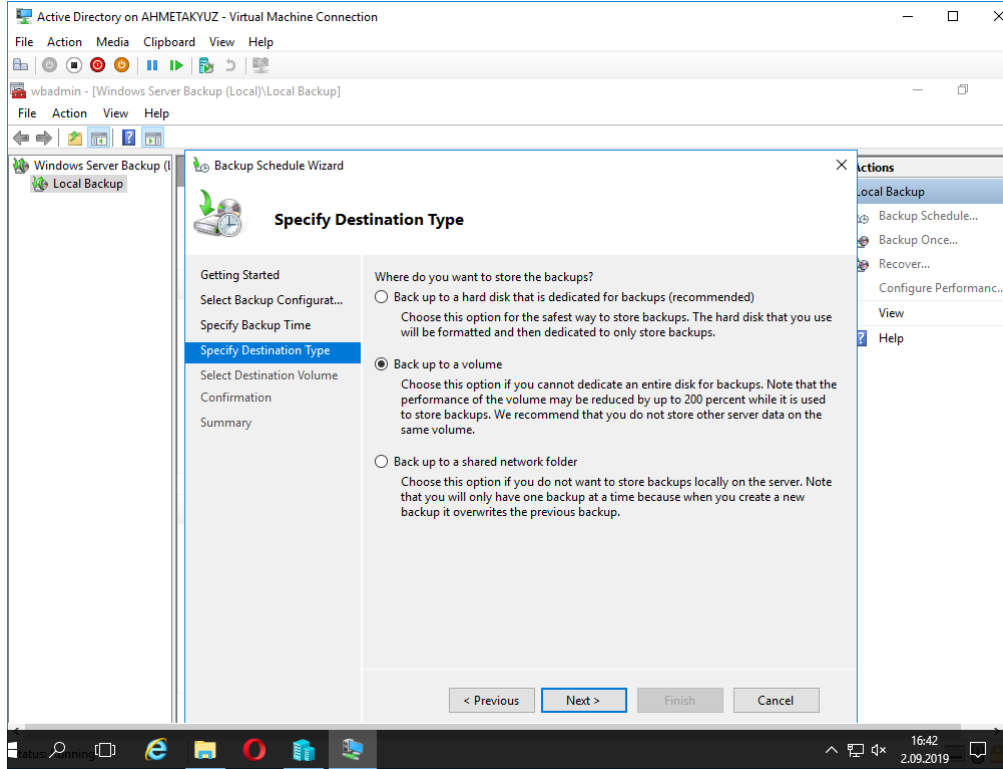 Active Directory on AHMETAKYUZ - Virtual Machine Connection
File Action Media Clipboard View Help
wbadmin - [Windows Server Backup (Local)\Local Backup]
File Action View Help
Windows Server Backup (L
Local Backup
Backup Schedule Wizard
Specify Destination Type
Getting Started
Select Backup Configurat...
Specify Backup Time
Specify Destination Type
Select Destination Volume
Confirmation
Summary
Where do you want to store the backups?
Back up to a hard disk that is dedicated for backups (recommended)
Choose this option for the safest way to store backups. The hard disk that you use
will be formatted and then dedicated to only store backups.
Back up to a volume
Choose this option if you cannot dedicate an entire disk for backups. Note that the
performance of the volume may be reduced by up to 200 percent while it is used
to store backups. We recommend that you do not store other server data on the
same volume.
Back up to a shared network folder
Choose this option if you do not want to store backups locally on the server. Note
that you will only have one backup at a time because when you create a new
backup it overwrites the previous backup.
< Previous
Next >
Finish
Cancel
Actions
Local Backup
Backup Schedule...
Backup Once...
Recover...
Configure Performanc...
View
Help
16:42
2.09.2019